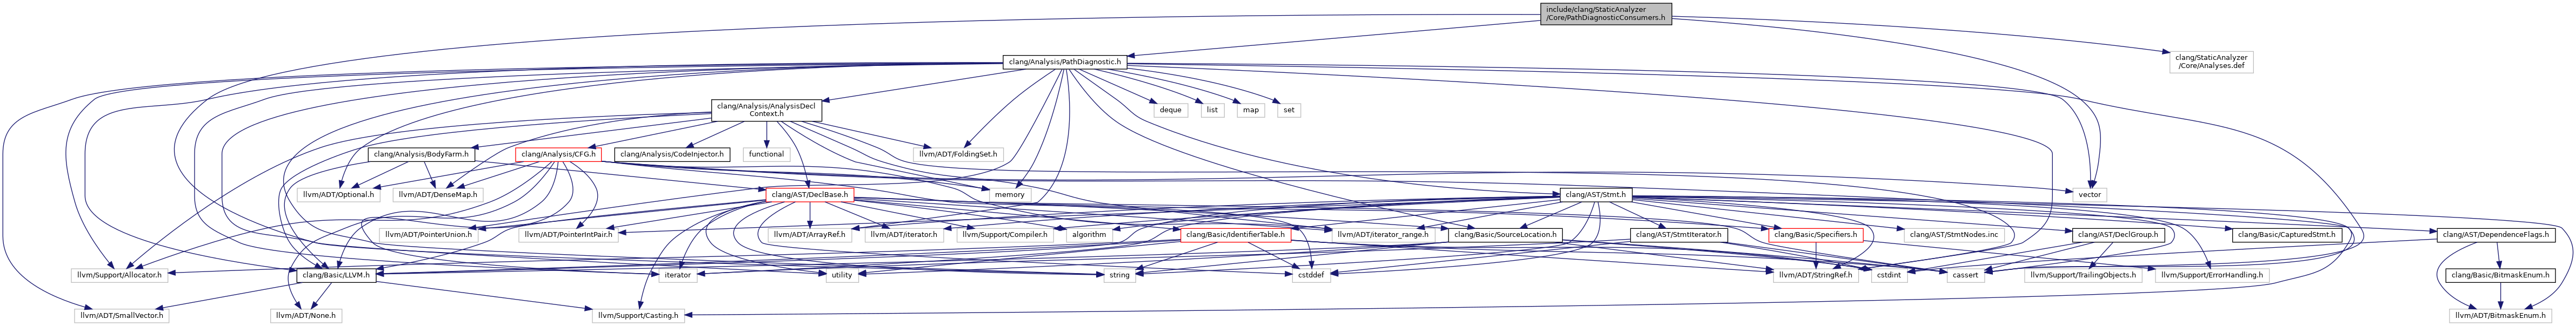 include/clang/StaticAnalyzer
/Core/PathDiagnosticConsumers.h
clang/Analysis/PathDiagnostic.h
clang/StaticAnalyzer
/Core/Analyses.def
clang/Analysis/AnalysisDecl
Context.h
deque
list
map
set
clang/Analysis/BodyFarm.h
clang/Analysis/CFG.h
clang/Analysis/CodeInjector.h
functional
llvm/ADT/FoldingSet.h
llvm/ADT/Optional.h
llvm/ADT/DenseMap.h
clang/AST/DeclBase.h
memory
clang/AST/Stmt.h
vector
llvm/ADT/PointerUnion.h
llvm/ADT/PointerIntPair.h
llvm/ADT/ArrayRef.h
llvm/ADT/iterator.h
llvm/Support/Compiler.h
algorithm
clang/Basic/IdentifierTable.h
llvm/ADT/iterator_range.h
clang/Basic/SourceLocation.h
clang/AST/StmtIterator.h
clang/Basic/Specifiers.h
clang/AST/StmtNodes.inc
clang/AST/DeclGroup.h
clang/Basic/CapturedStmt.h
clang/AST/DependenceFlags.h
llvm/Support/Allocator.h
clang/Basic/LLVM.h
iterator
utility
string
cstddef
llvm/ADT/StringRef.h
cstdint
cassert
llvm/Support/TrailingObjects.h
llvm/Support/ErrorHandling.h
clang/Basic/BitmaskEnum.h
llvm/ADT/SmallVector.h
llvm/ADT/None.h
llvm/Support/Casting.h
llvm/ADT/BitmaskEnum.h